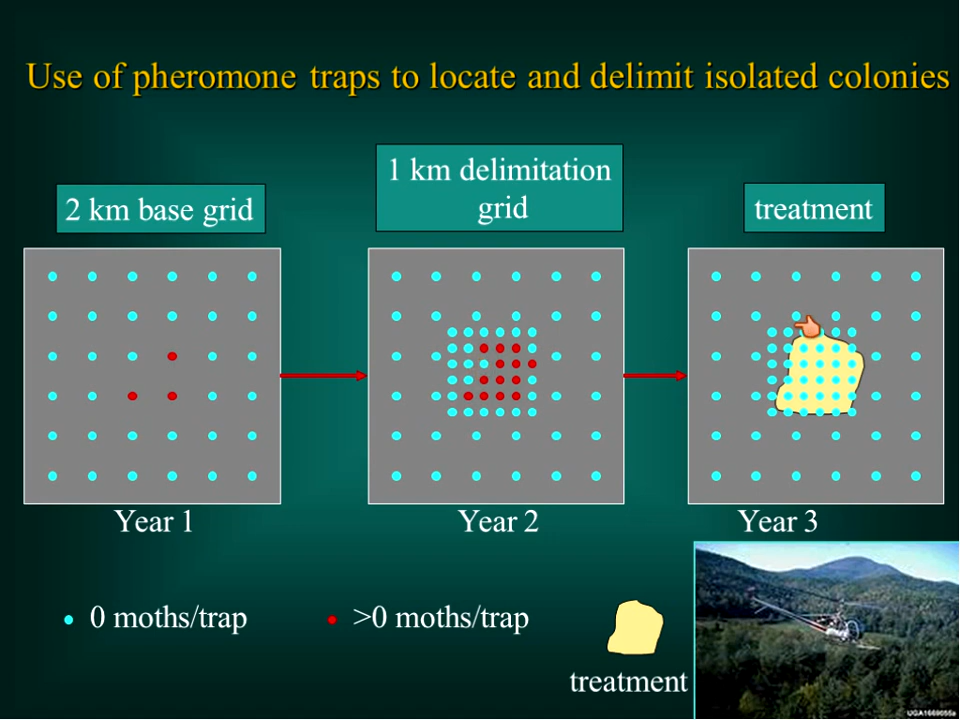 Use of pheromone traps to locate and delimit isolated colonies
2 km base grid
1 km delimitation
grid
treatment
Year 1
Year 2
Year 3
0 moths/trap
>0 moths/trap
treatment
UGA1669055a